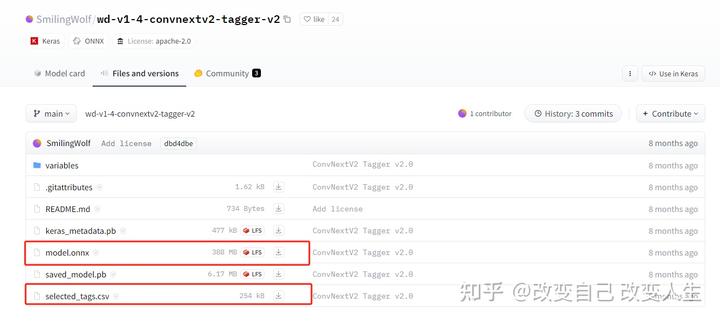 SmilingWolf/wd-v1-4-convnextv2-tagger-v2 like 24
Keras ONNX License: apache-2.0
Model card Files and versions Community 3 Use in Keras
main wd-v1-4-convnextv2-tagger-v2 1 contributor History: 3 commits + Contribute
SmilingWolf Add license dbd4dbe 8 months ago
variables ConvNextV2 Tagger v2.0 8 months ago
.gitattributes 1.62 kB ConvNextV2 Tagger v2.0 8 months ago
README.md 734 Bytes Add license 8 months ago
keras_metadata.pb 477 kB LFS ConvNextV2 Tagger v2.0 8 months ago
model.onnx 388 MB LFS ConvNextV2 Tagger v2.0 8 months ago
saved_model.pb 6.17 MB LFS ConvNextV2 Tagger v2.0 8 months ago
selected_tags.csv 254 kB ConvNextV2 Tagger v2.0 8 months ago
知乎 @改变自己 改变人生